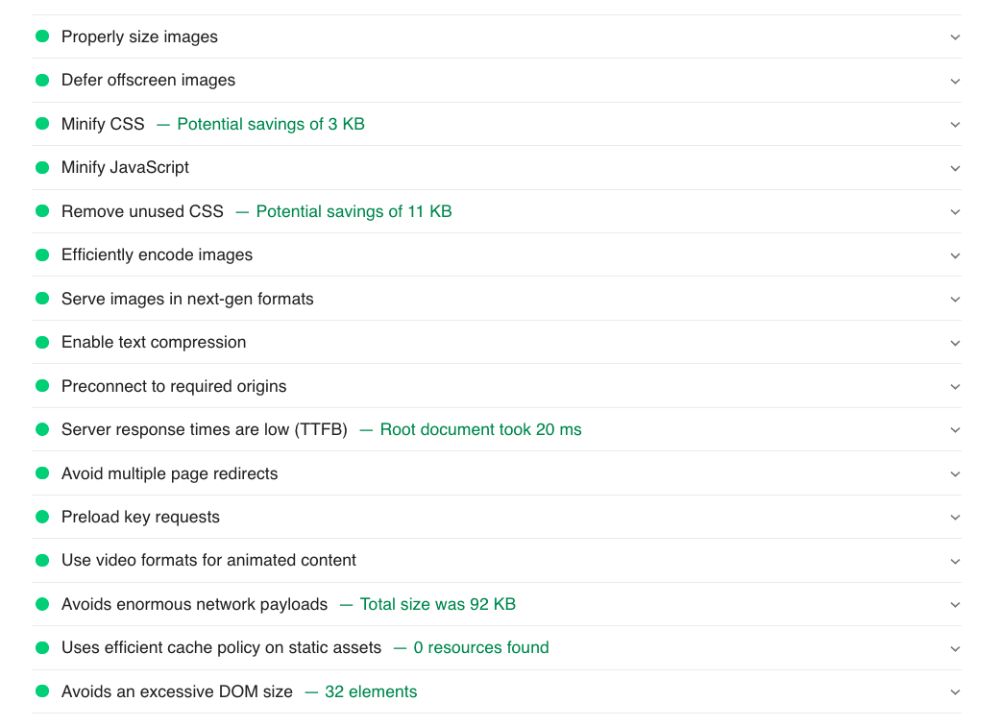 Properly size images
Defer offscreen images
Minify CSS — Potential savings of 3 KB
Minify JavaScript
Remove unused CSS — Potential savings of 11 KB
Efficiently encode images
Serve images in next-gen formats
Enable text compression
Preconnect to required origins
Server response times are low (TTFB) — Root document took 20 ms
Avoid multiple page redirects
Preload key requests
Use video formats for animated content
Avoids enormous network payloads — Total size was 92 KB
Uses efficient cache policy on static assets — 0 resources found
Avoids an excessive DOM size — 32 elements